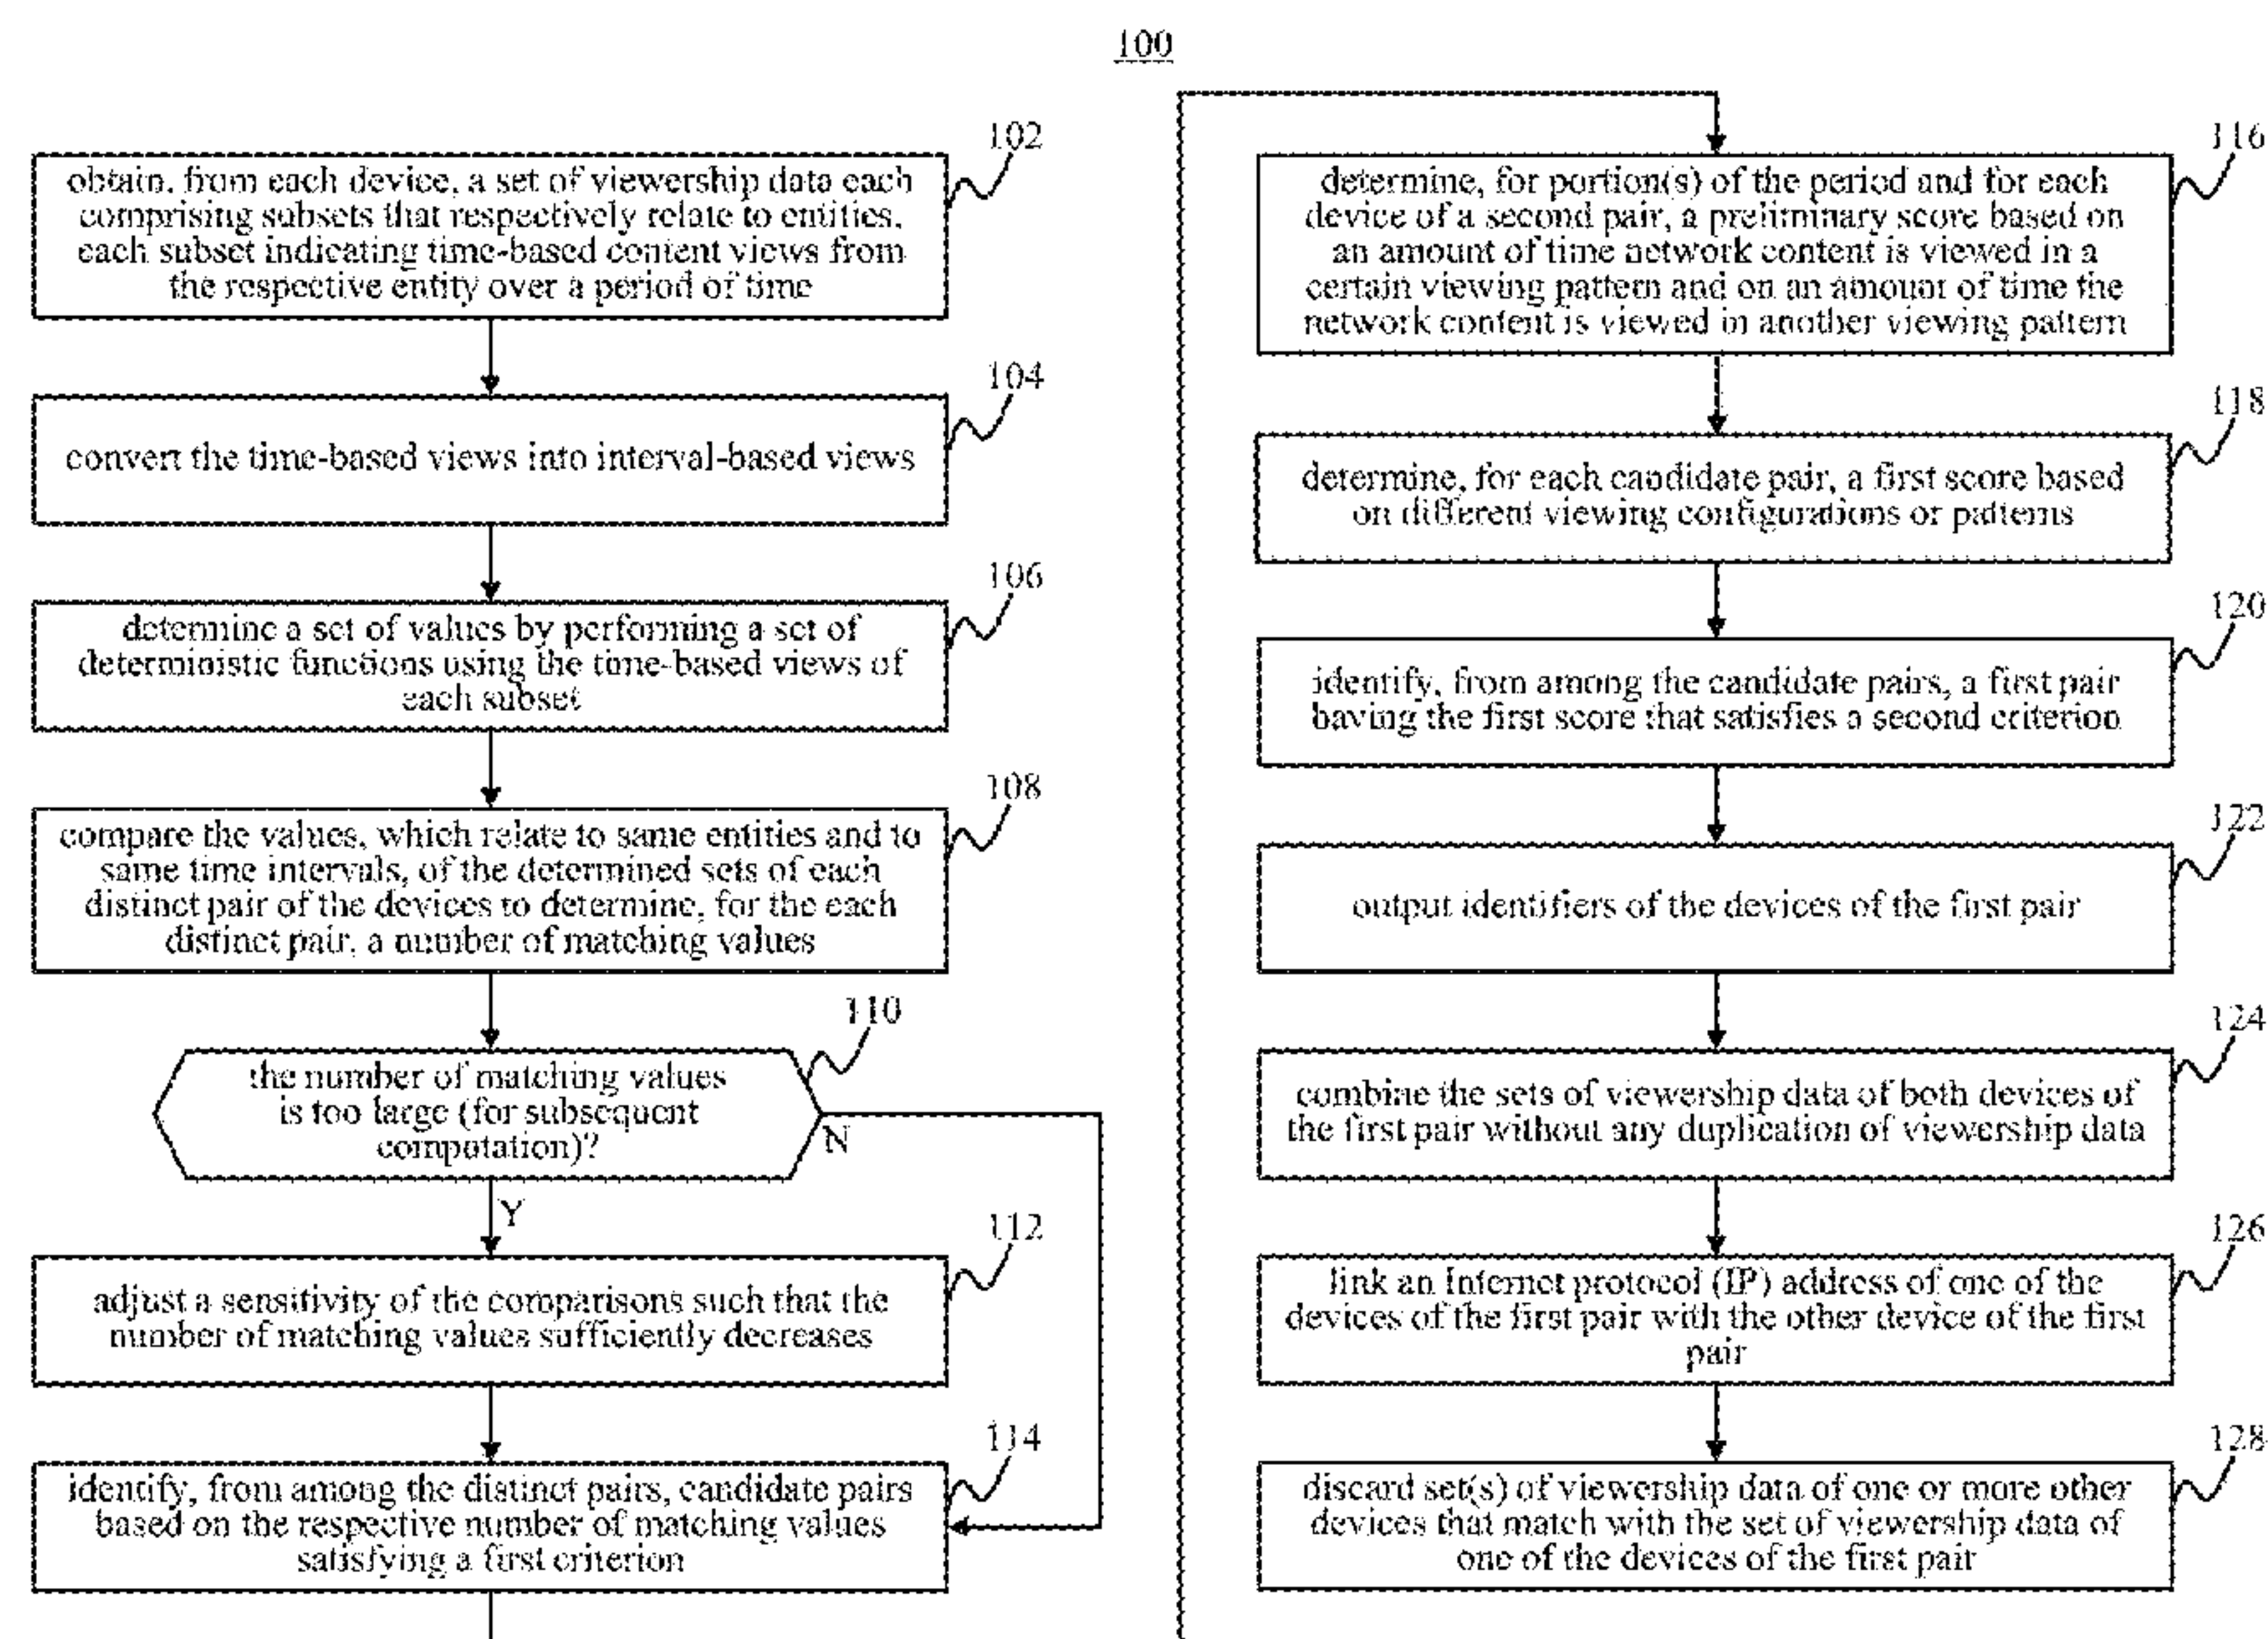 100
102
obtain, from each device, a set of viewership data each
comprising subsets that respectively relate to entities,
each subset indicating time-based content views from
the respective entity over a period of time
104
convert the time-based views into interval-based views
106
determine a set of values by performing a set of
deterministic functions using the time-based views of
each subset
108
compare the values, which relate to same entities and to
same time intervals, of the determined sets of each
distinct pair of the devices to determine, for the each
distinct pair, a number of matching values
110
the number of matching values
is too large (for subsequent
computation)?
N
Y
112
adjust a sensitivity of the comparisons such that the
number of matching values sufficiently decreases
114
identify, from among the distinct pairs, candidate pairs
based on the respective number of matching values
satisfying a first criterion
116
determine, for portion(s) of the period and for each
device of a second pair, a preliminary score based on
an amount of time network content is viewed in a
certain viewing pattern and on an amount of time the
network content is viewed in another viewing pattern
118
determine, for each candidate pair, a first score based
on different viewing configurations or patterns
120
identify, from among the candidate pairs, a first pair
having the first score that satisfies a second criterion
122
output identifiers of the devices of the first pair
124
combine the sets of viewership data of both devices of
the first pair without any duplication of viewership data
126
link an Internet protocol (IP) address of one of the
devices of the first pair with the other device of the first
pair
128
discard set(s) of viewership data of one or more other
devices that match with the set of viewership data of
one of the devices of the first pair